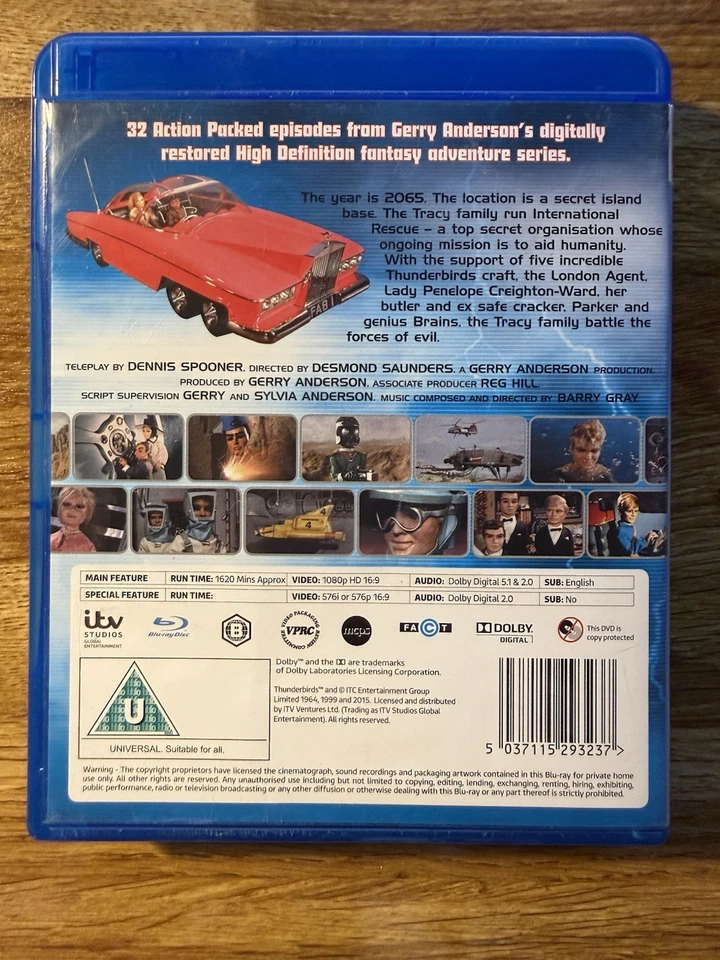 32 Action Packed episodes from Gerry Anderson's digitally
restored High Definition fantasy adventure series.
The year is 2065. The location is a secret island
base. The Tracy family run International
Rescue – a top secret organisation whose
ongoing mission is to aid humanity.
With the support of five incredible
Thunderbirds craft, the London Agent,
Lady Penelope Creighton-Ward, her
butler and ex safe cracker, Parker and
genius Brains, the Tracy family battle the
forces of evil.
FAB 1
TELEPLAY BY DENNIS SPOONER. DIRECTED BY DESMOND SAUNDERS. A GERRY ANDERSON PRODUCTION.
PRODUCED BY GERRY ANDERSON. ASSOCIATE PRODUCER REG HILL.
SCRIPT SUPERVISION GERRY AND SYLVIA ANDERSON. MUSIC COMPOSED AND DIRECTED BY BARRY GRAY
4
4
MAIN FEATURE RUN TIME: 1620 Mins Approx VIDEO: 1080p HD 16:9 AUDIO: Dolby Digital 5.1 & 2.0 SUB: English
SPECIAL FEATURE RUN TIME: VIDEO: 576i or 576p 16:9 AUDIO: Dolby Digital 2.0 SUB: No
itv
STUDIOS
GLOBAL
ENTERTAINMENT
Blu-ray Disc
B
VIDEO PACKAGING REVIEW COMMITTEE
VPRC
mcps
FACT
DOLBY
DIGITAL
This DVD is
copy protected
Dolby™ and the DD are trademarks
of Dolby Laboratories Licensing Corporation.
Thunderbirds™ and © ITC Entertainment Group
Limited 1964, 1999 and 2015. Licensed and distributed
by ITV Ventures Ltd. (Trading as ITV Studios Global
Entertainment). All rights reserved.
U
UNIVERSAL. Suitable for all.
5 037115 293237 >
Warning - The copyright proprietors have licensed the cinematograph, sound recordings and packaging artwork contained in this Blu-ray for private home
use only. All other rights are reserved. Any unauthorised use including but not limited to copying, editing, lending, exchanging, renting, hiring, exhibiting,
public performance, radio or television broadcasting or any other diffusion or otherwise dealing with this Blu-ray or any part thereof is strictly prohibited.